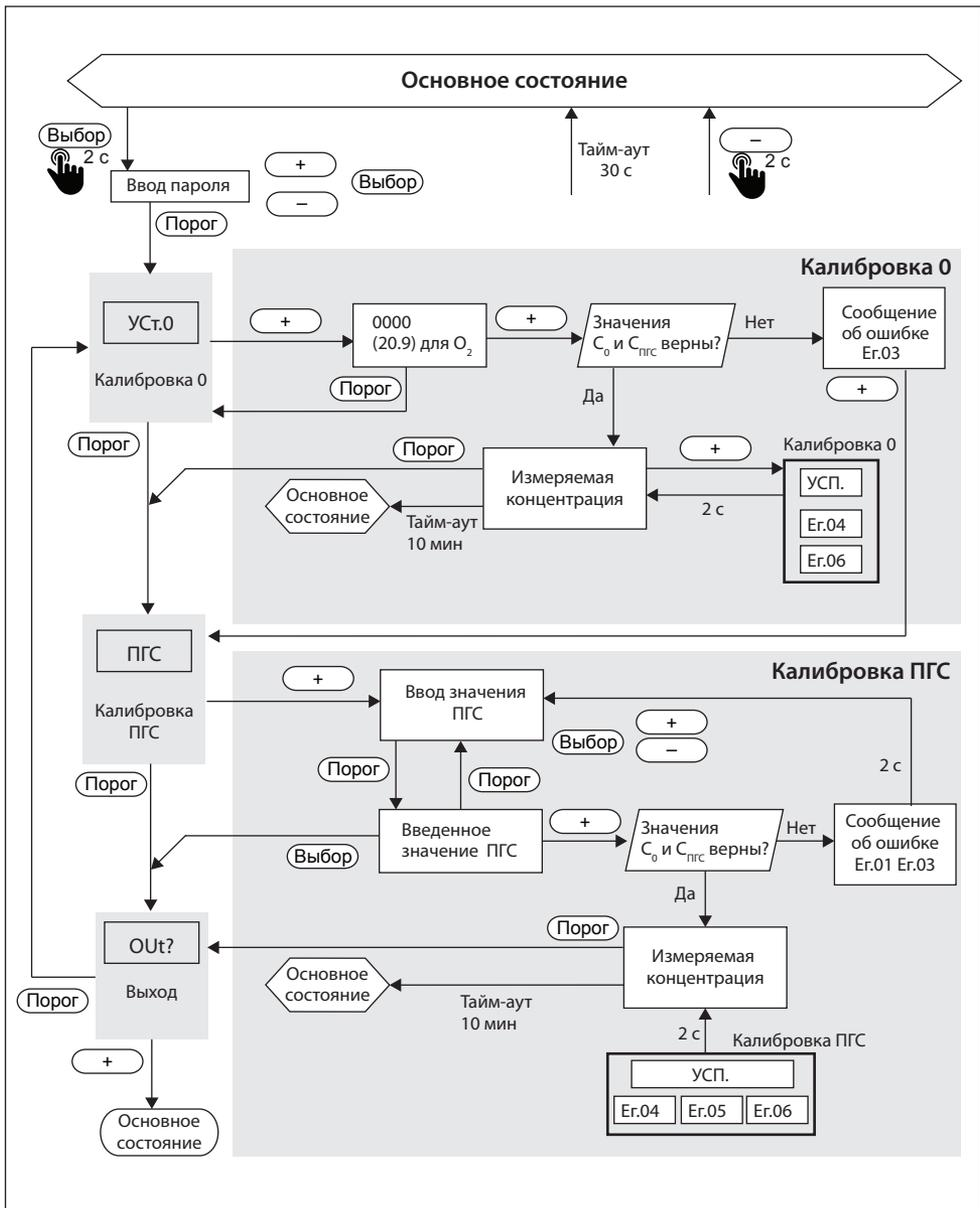 Основное состояние
Выбор
2 с
Ввод пароля
+
–
Выбор
Порог
Тайм-аут
30 с
–
2 с
Калибровка 0
УСт.0
Калибровка 0
+
0000
(20.9) для O₂
+
Значения
C₀ и C_ПГС верны?
Нет
Сообщение
об ошибке
Er.03
+
Порог
Да
Порог
Порог
Измеряемая
концентрация
+
2 с
Калибровка 0
УСП.
Er.04
Er.06
Основное
состояние
Тайм-аут
10 мин
ПГС
Калибровка
ПГС
Калибровка ПГС
+
Ввод значения
ПГС
Выбор
+
–
2 с
Порог
Порог
Порог
Введенное
значение ПГС
Выбор
+
Значения
C₀ и C_ПГС верны?
Нет
Сообщение
об ошибке
Er.01 Er.03
Да
OUt?
Выход
Порог
Порог
Измеряемая
концентрация
Основное
состояние
Тайм-аут
10 мин
2 с
Калибровка ПГС
УСП.
Er.04
Er.05
Er.06
+
Основное
состояние